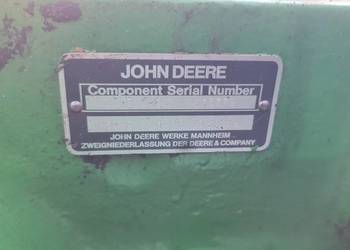 JOHN DEERE
Component Serial Number
JOHN DEERE WERKE MANNHEIM
ZWEIGNIEDERLASSUNG DER DEERE & COMPANY